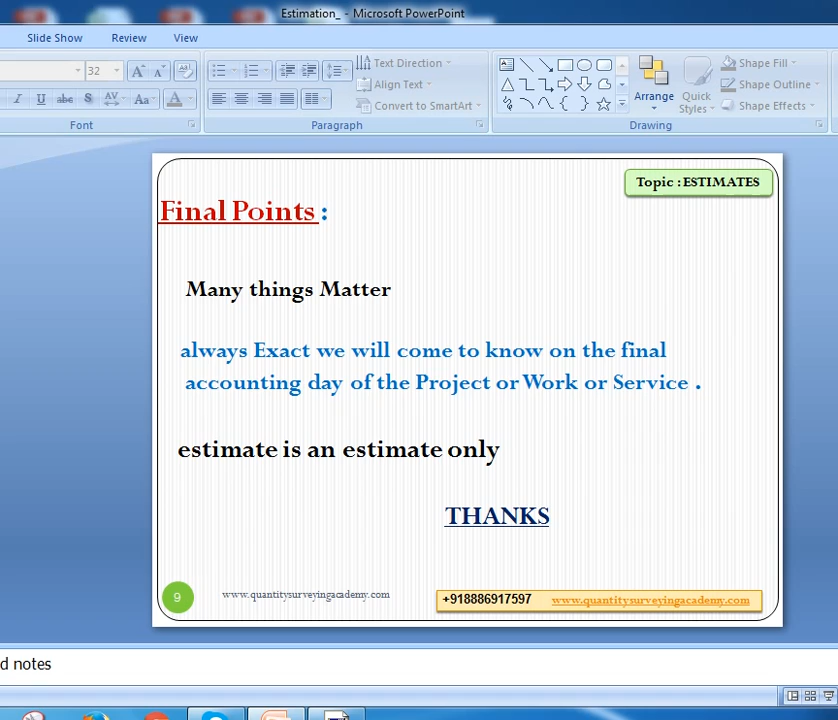 Estimation_ - Microsoft PowerPoint
Slide Show Review View
32 A A Text Direction Shape Fill
Align Text Shape Outline
I U abc S AV Aa A Convert to SmartArt Arrange Quick Styles Shape Effects
Font Paragraph Drawing
Topic : ESTIMATES
Final Points :
Many things Matter
always Exact we will come to know on the final
accounting day of the Project or Work or Service .
estimate is an estimate only
THANKS
9 www.quantitysurveyingacademy.com +918886917597 www.quantitysurveyingacademy.com
d notes